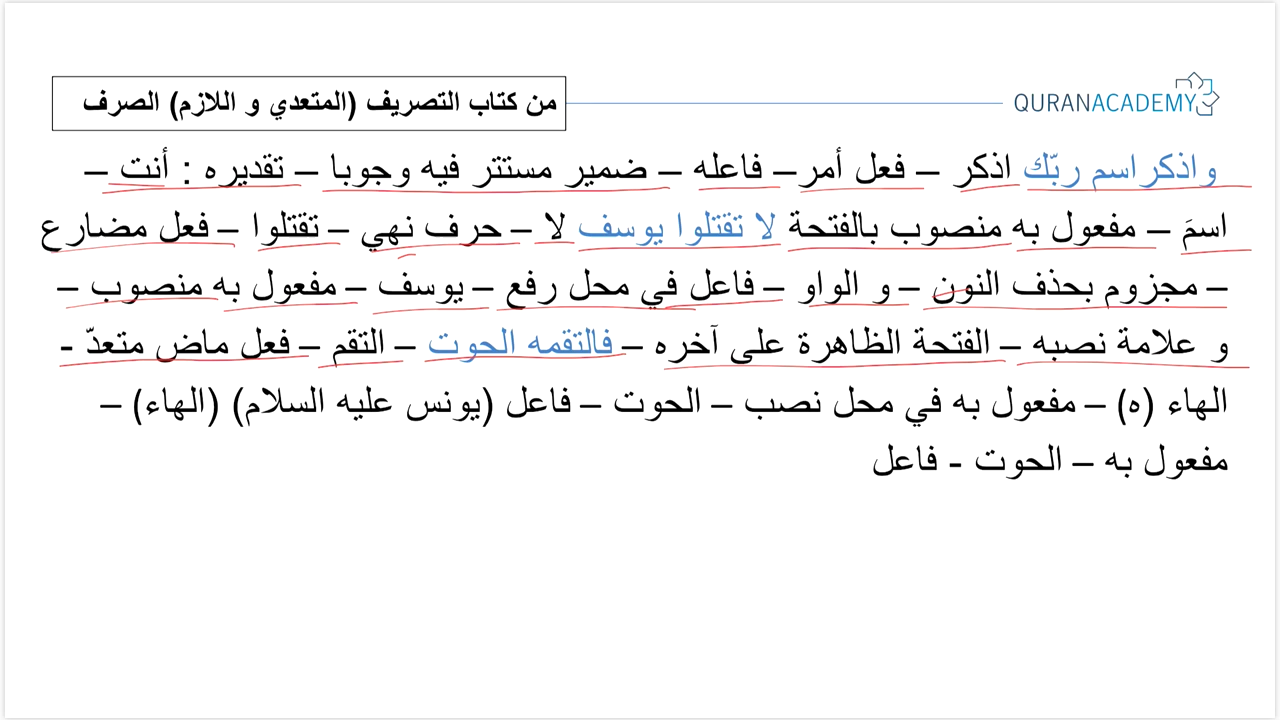 من كتاب التصريف (المتعدي و اللازم) الصرف
QURANACADEMY
و اذكراسم ربّك اذكر – فعل أمر– فاعله – ضمير مستتر فيه وجوبا – تقديره : أنت –
اسمَ – مفعول به منصوب بالفتحة لا تقتلوا يوسف لا – حرف نهي – تقتلوا – فعل مضارع
– مجزوم بحذف النون – و الواو – فاعل في محل رفع – يوسف – مفعول به منصوب –
و علامة نصبه – الفتحة الظاهرة على آخره – فالتقمه الحوت – التقم – فعل ماض متعدّ -
الهاء (ه) – مفعول به في محل نصب – الحوت – فاعل (يونس عليه السلام) (الهاء) –
مفعول به – الحوت - فاعل